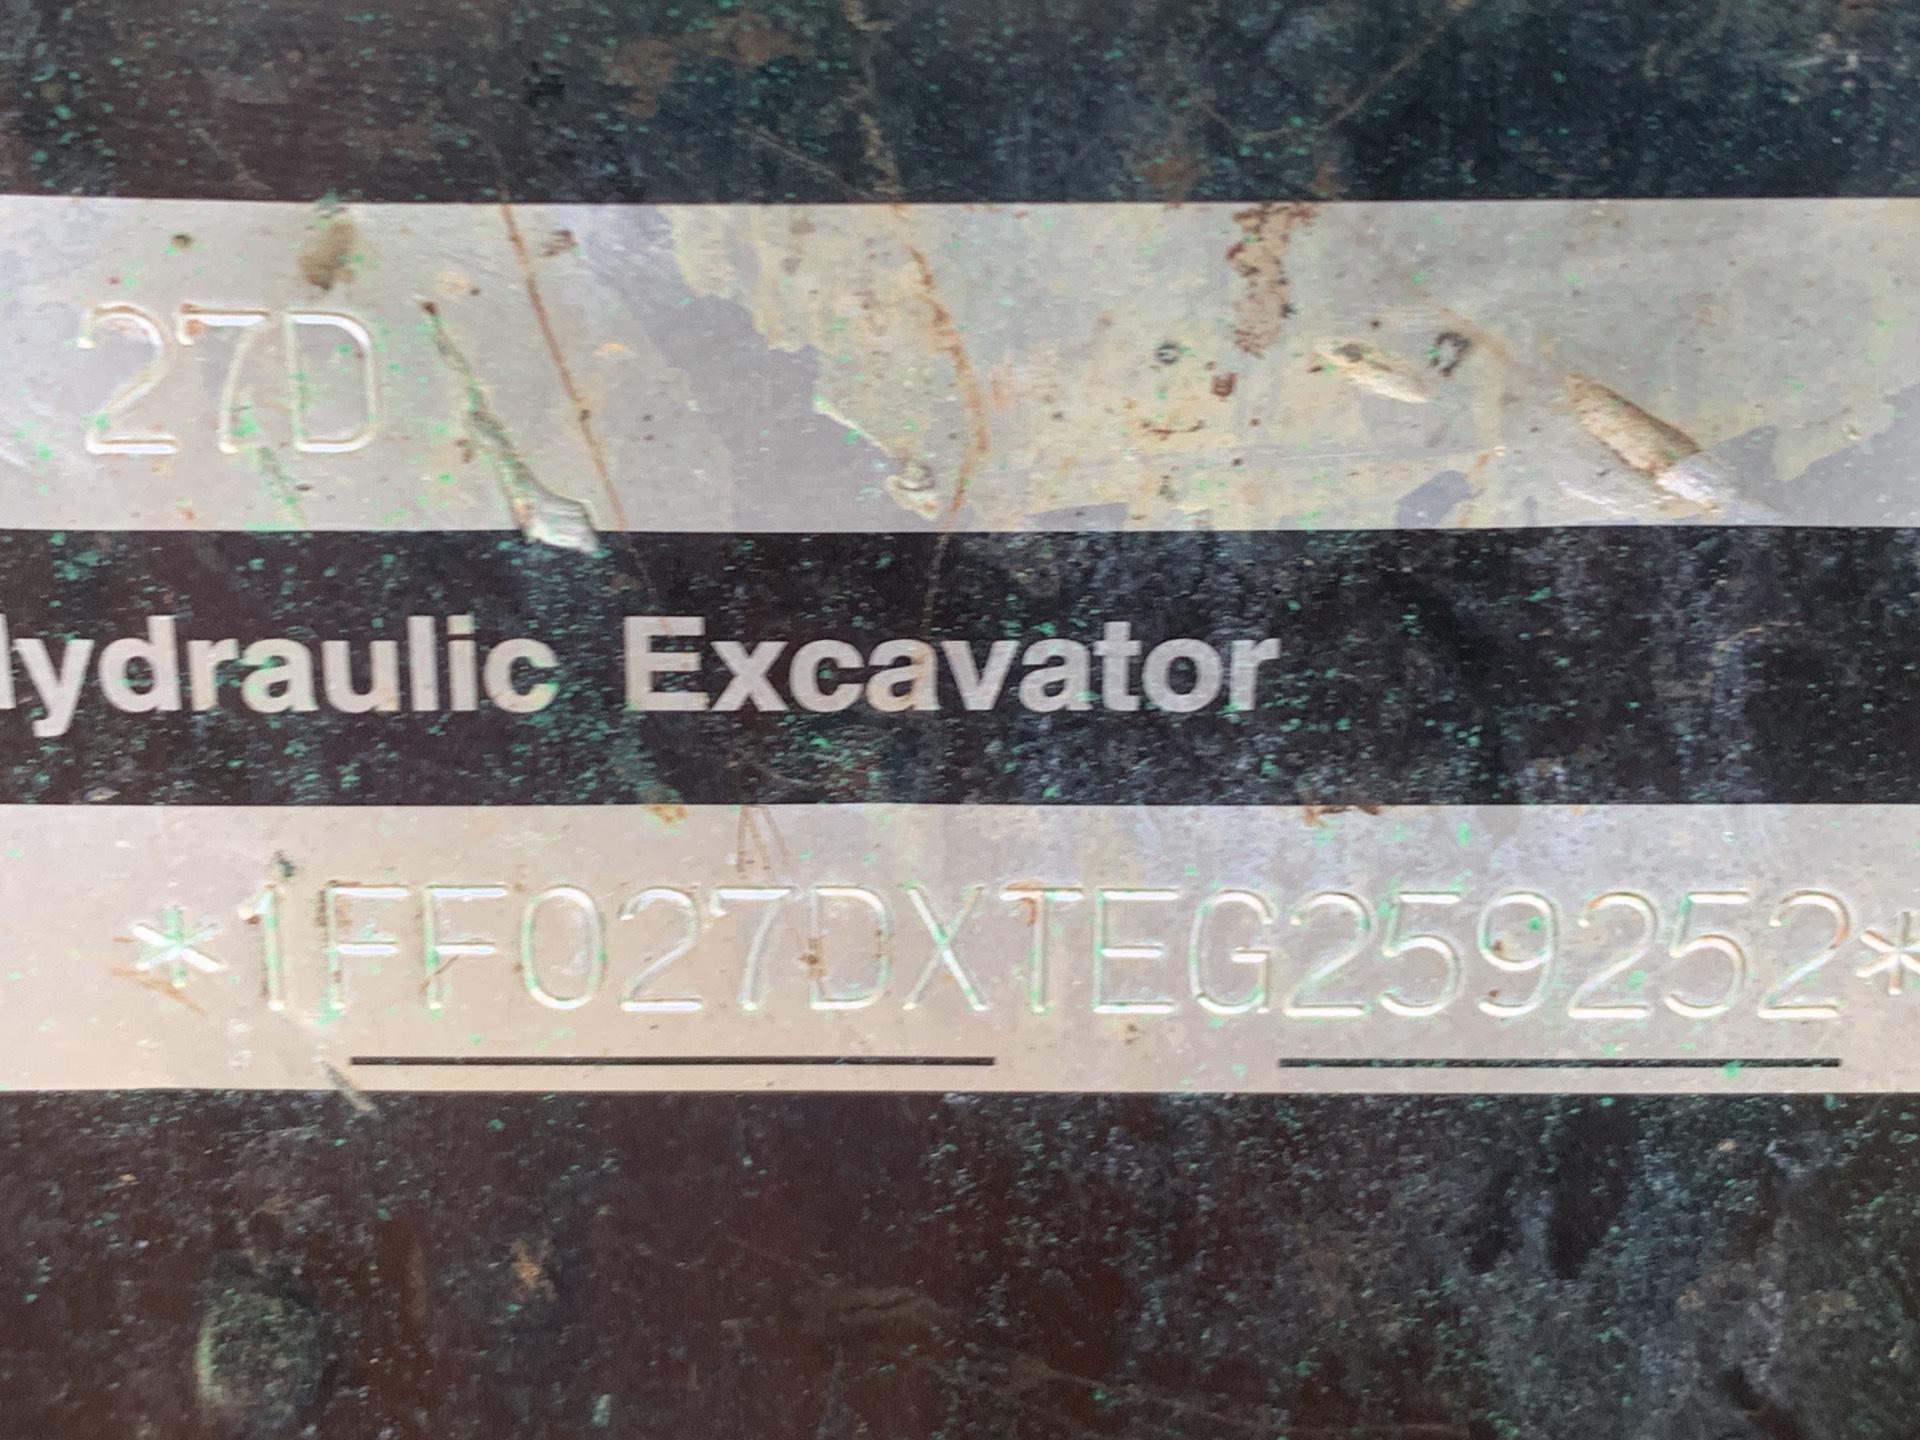 27D
ydraulic Excavator
*1FF027DXTEG259252*